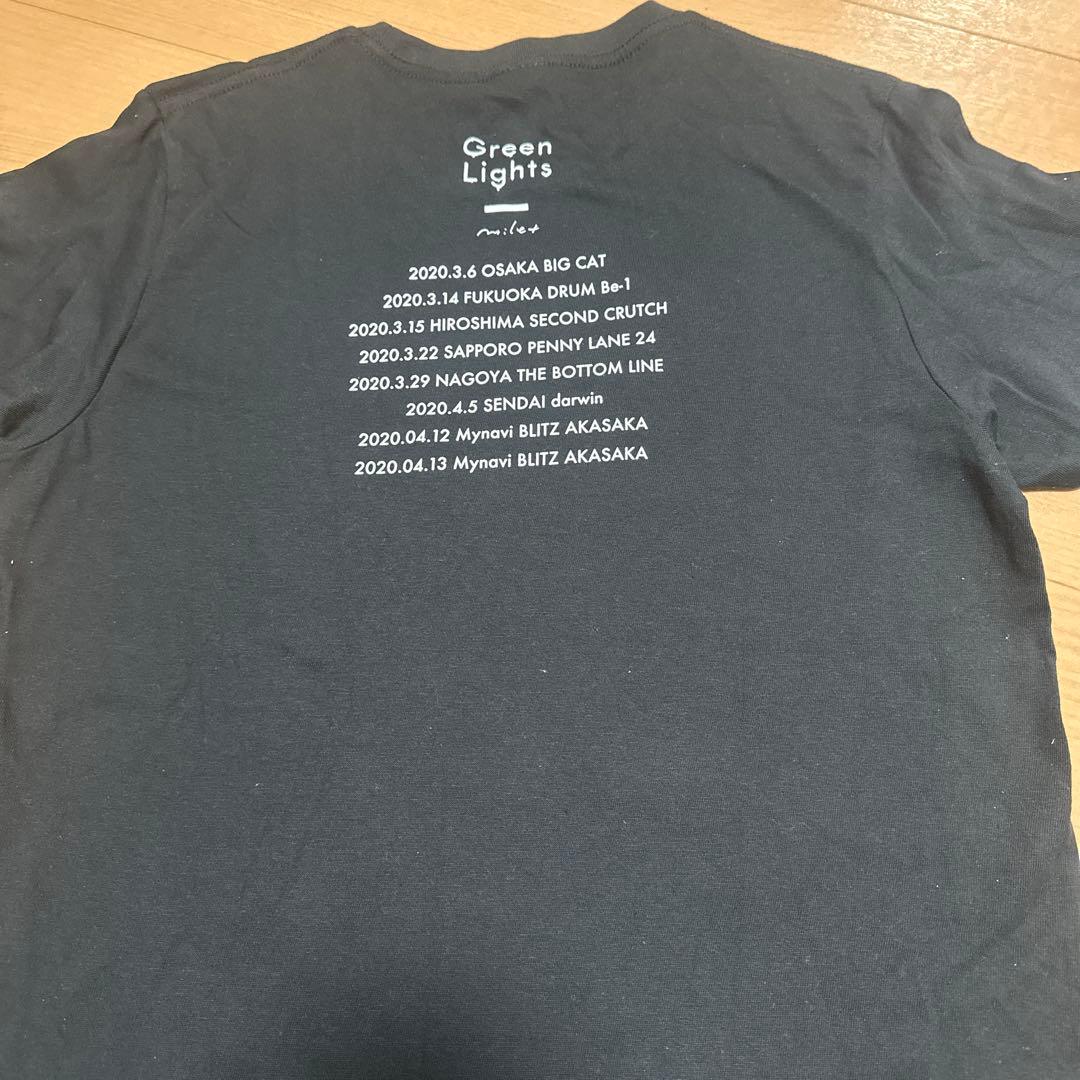 Green
Lights
milet
2020.3.6 OSAKA BIG CAT
2020.3.14 FUKUOKA DRUM Be-1
2020.3.15 HIROSHIMA SECOND CRUTCH
2020.3.22 SAPPORO PENNY LANE 24
2020.3.29 NAGOYA THE BOTTOM LINE
2020.4.5 SENDAI darwin
2020.04.12 Mynavi BLITZ AKASAKA
2020.04.13 Mynavi BLITZ AKASAKA